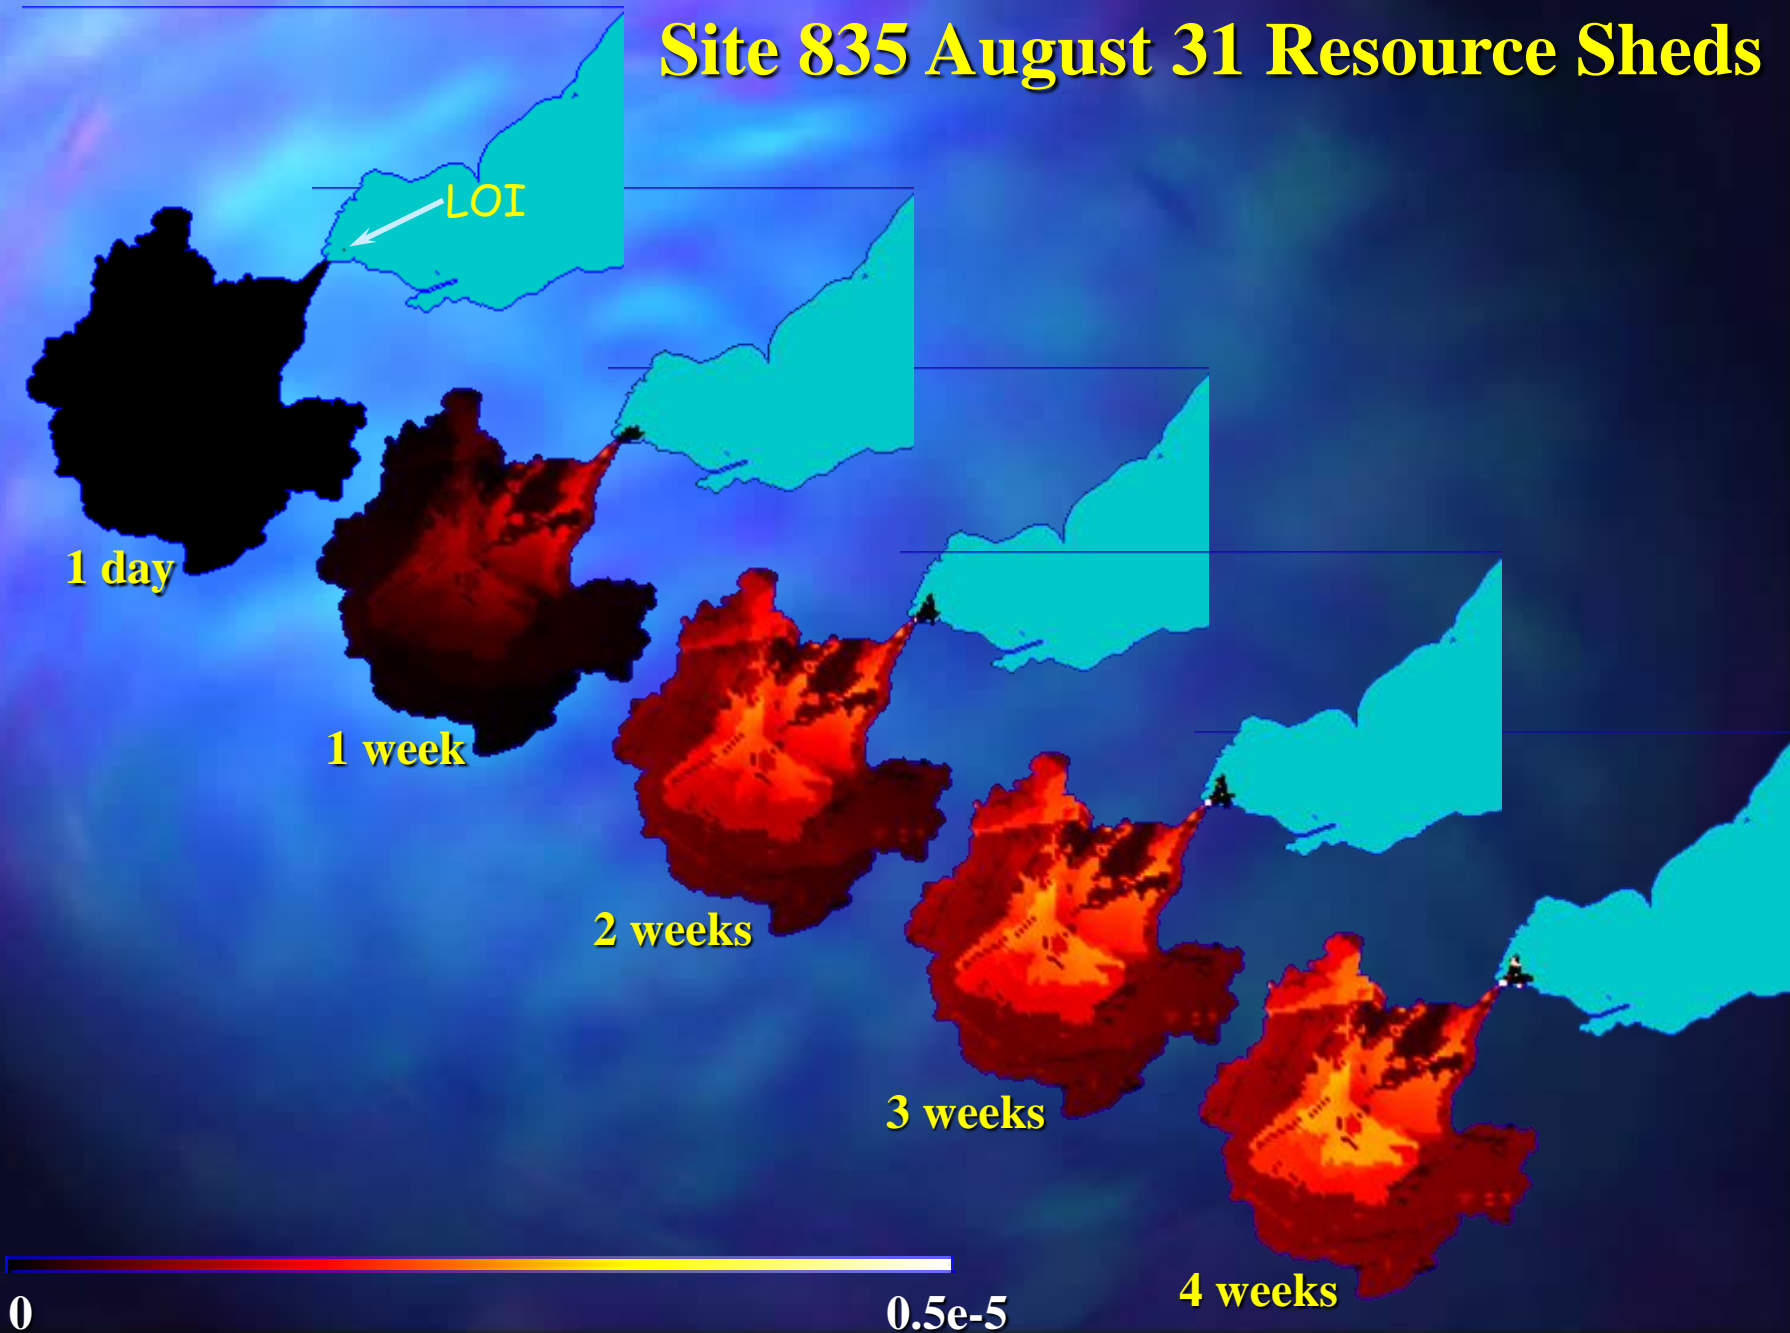 Site 835 August 31 Resource Sheds
LOI
1 day
1 week
2 weeks
3 weeks
4 weeks
0
0.5e-5